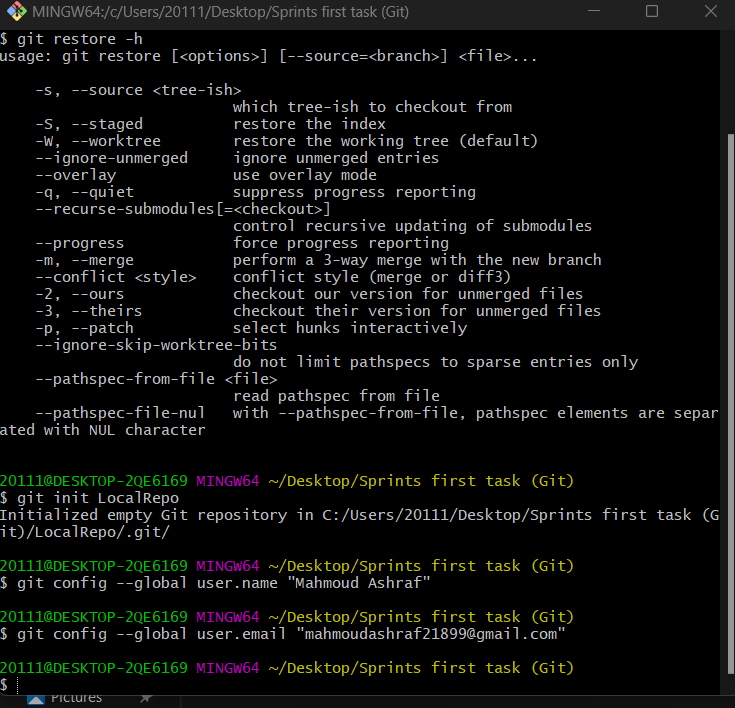 MINGW64:/c/Users/20111/Desktop/Sprints first task (Git)
$ git restore -h
usage: git restore [<options>] [--source=<branch>] <file>...
-s, --source <tree-ish>
which tree-ish to checkout from
-S, --staged restore the index
-W, --worktree restore the working tree (default)
--ignore-unmerged ignore unmerged entries
--overlay use overlay mode
-q, --quiet suppress progress reporting
--recurse-submodules[=<checkout>]
control recursive updating of submodules
--progress force progress reporting
-m, --merge perform a 3-way merge with the new branch
--conflict <style> conflict style (merge or diff3)
-2, --ours checkout our version for unmerged files
-3, --theirs checkout their version for unmerged files
-p, --patch select hunks interactively
--ignore-skip-worktree-bits
do not limit pathspecs to sparse entries only
--pathspec-from-file <file>
read pathspec from file
--pathspec-file-nul with --pathspec-from-file, pathspec elements are separ
ated with NUL character
20111@DESKTOP-2QE6169 MINGW64 ~/Desktop/Sprints first task (Git)
$ git init LocalRepo
Initialized empty Git repository in C:/Users/20111/Desktop/Sprints first task (G
it)/LocalRepo/.git/
20111@DESKTOP-2QE6169 MINGW64 ~/Desktop/Sprints first task (Git)
$ git config --global user.name "Mahmoud Ashraf"
20111@DESKTOP-2QE6169 MINGW64 ~/Desktop/Sprints first task (Git)
$ git config --global user.email "mahmoudashraf21899@gmail.com"
20111@DESKTOP-2QE6169 MINGW64 ~/Desktop/Sprints first task (Git)
$
Pictures